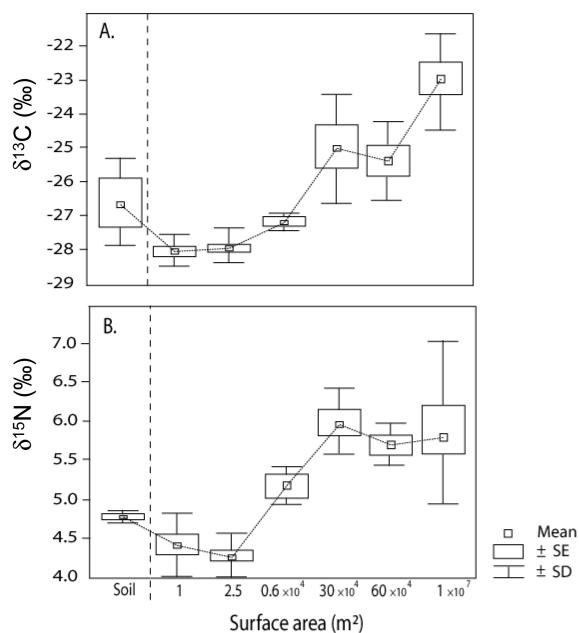 A.
δ¹³C (‰)
-22
-23
-25
-26
-27
-28
-29
B.
δ¹⁵N (‰)
7.0
6.5
6.0
5.5
5.0
4.5
4.0
Soil 1 2.5 0.6 ×10⁴ 30 ×10⁴ 60 ×10⁴ 1 ×10⁷
Surface area (m²)
Mean
± SE
± SD